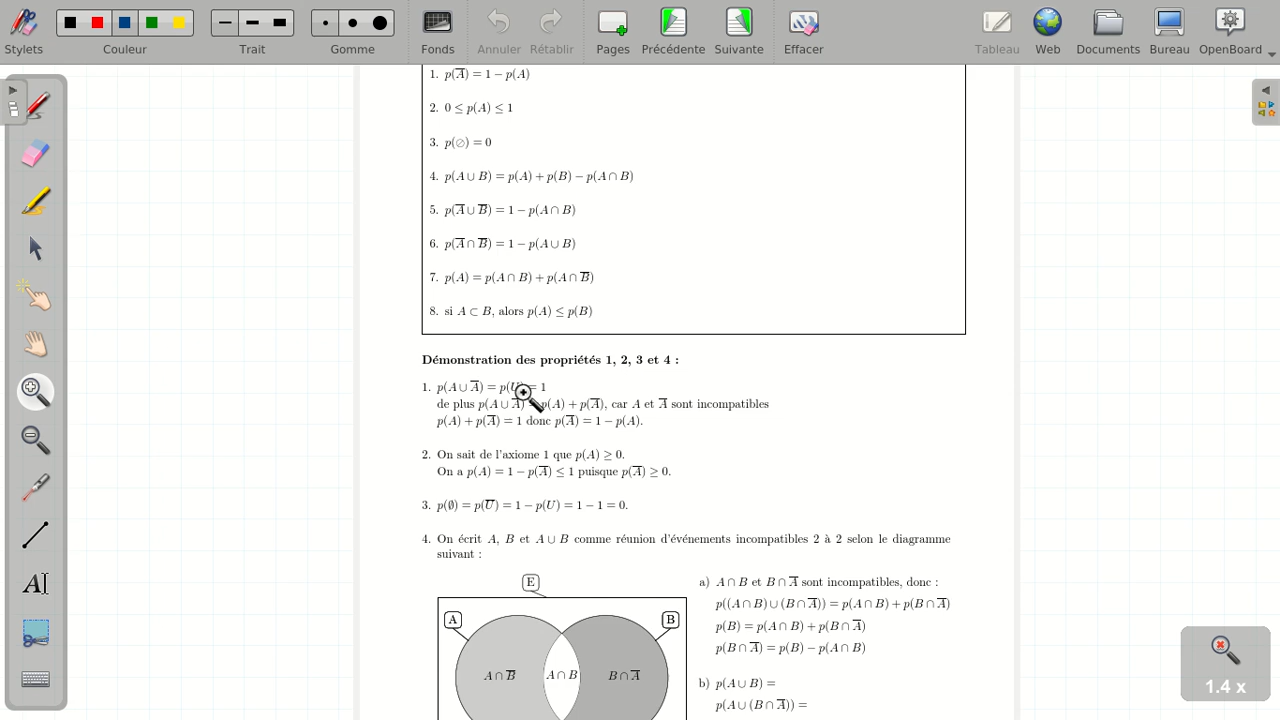 Stylets
Couleur
Trait
Gomme
Fonds
Annuler
Rétablir
Pages
Précédente
Suivante
Effacer
Tableau
Web
Documents
Bureau
OpenBoard
1. p(A̅) = 1 − p(A)
2. 0 ≤ p(A) ≤ 1
3. p(∅) = 0
4. p(A ∪ B) = p(A) + p(B) − p(A ∩ B)
5. p(A̅ ∪ B̅) = 1 − p(A ∩ B)
6. p(A̅ ∩ B̅) = 1 − p(A ∪ B)
7. p(A) = p(A ∩ B) + p(A ∩ B̅)
8. si A ⊂ B, alors p(A) ≤ p(B)
Démonstration des propriétés 1, 2, 3 et 4 :
1. p(A ∪ A̅) = p(U) = 1
de plus p(A ∪ A̅) = p(A) + p(A̅), car A et A̅ sont incompatibles
p(A) + p(A̅) = 1 donc p(A̅) = 1 − p(A).
2. On sait de l'axiome 1 que p(A) ≥ 0.
On a p(A) = 1 − p(A̅) ≤ 1 puisque p(A̅) ≥ 0.
3. p(∅) = p(U̅) = 1 − p(U) = 1 − 1 = 0.
4. On écrit A, B et A ∪ B comme réunion d'événements incompatibles 2 à 2 selon le diagramme
suivant :
E
A
B
A ∩ B̅
A ∩ B
B ∩ A̅
a) A ∩ B et B ∩ A̅ sont incompatibles, donc :
p((A ∩ B) ∪ (B ∩ A̅)) = p(A ∩ B) + p(B ∩ A̅)
p(B) = p(A ∩ B) + p(B ∩ A̅)
p(B ∩ A̅) = p(B) − p(A ∩ B)
b) p(A ∪ B) =
p(A ∪ (B ∩ A̅)) =
1.4 x